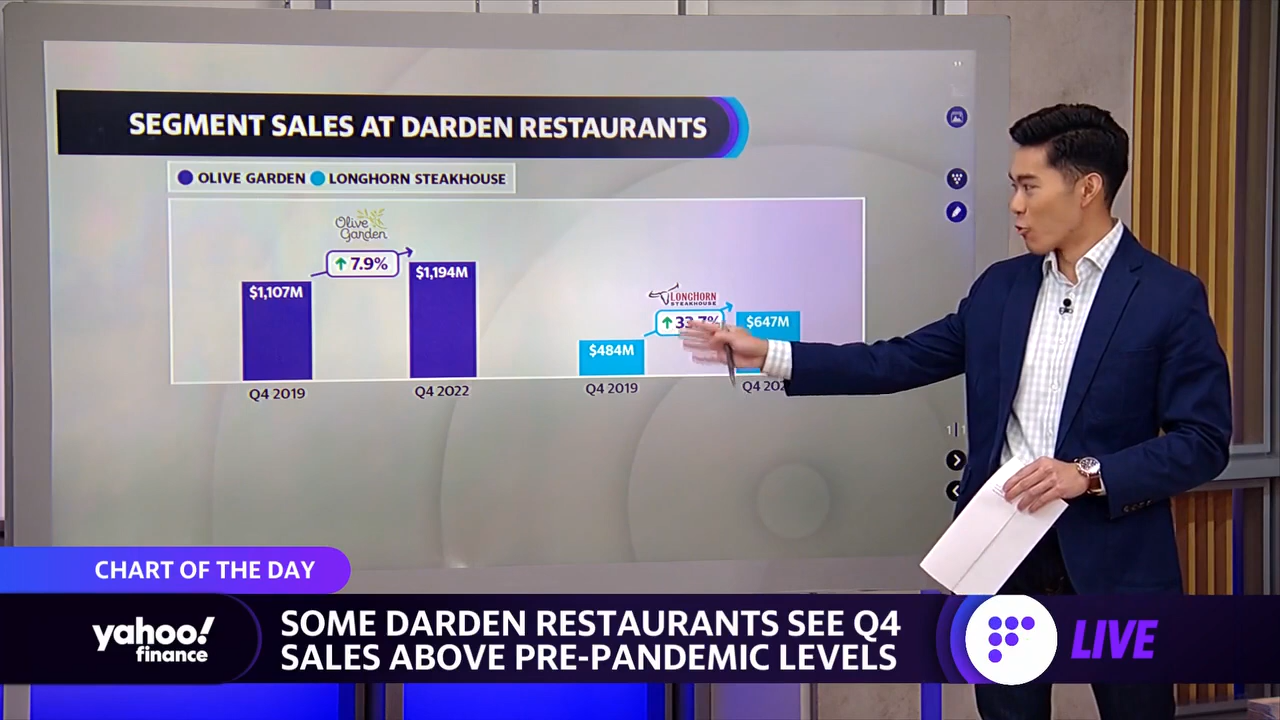 SEGMENT SALES AT DARDEN RESTAURANTS
OLIVE GARDEN LONGHORN STEAKHOUSE
Olive
Garden
7.9%
$1,107M
$1,194M
LONGHORN
STEAKHOUSE
$484M
$647M
Q4 2019
Q4 2022
Q4 2019
CHART OF THE DAY
yahoo!
finance
SOME DARDEN RESTAURANTS SEE Q4
SALES ABOVE PRE-PANDEMIC LEVELS
LIVE